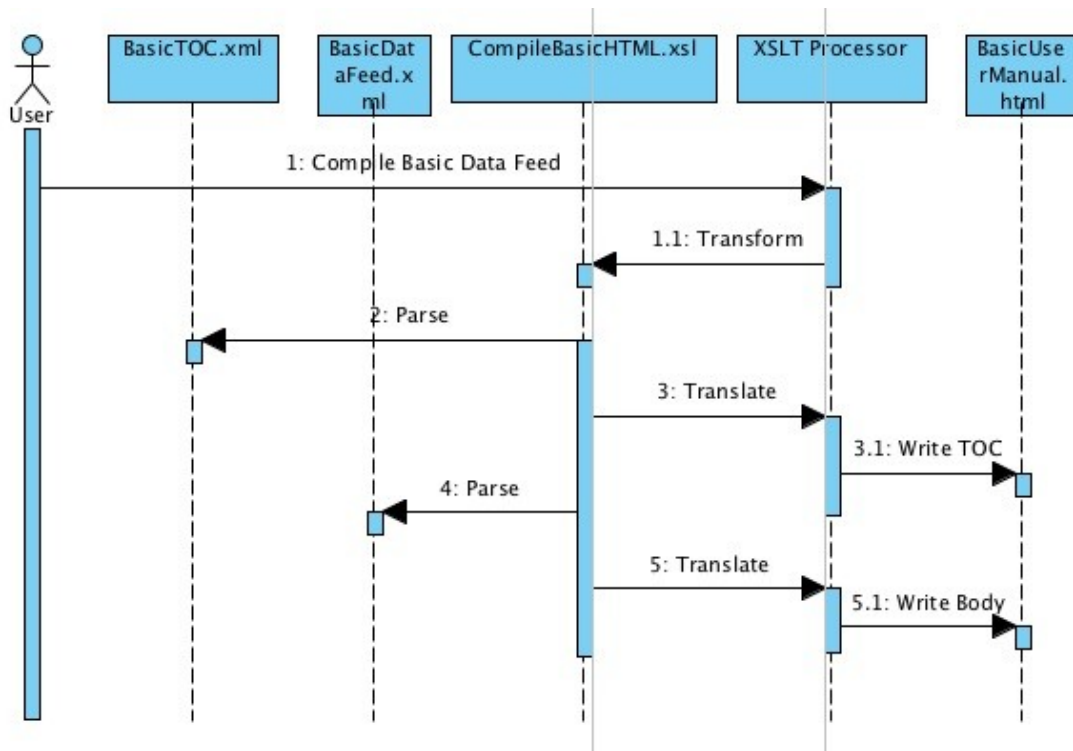 BasicTOC.xml
BasicDat
aFeed.x
ml
CompileBasicHTML.xsl
XSLT Processor
BasicUse
rManual.
html
User
1: Compile Basic Data Feed
1.1: Transform
2: Parse
3: Translate
3.1: Write TOC
4: Parse
5: Translate
5.1: Write Body